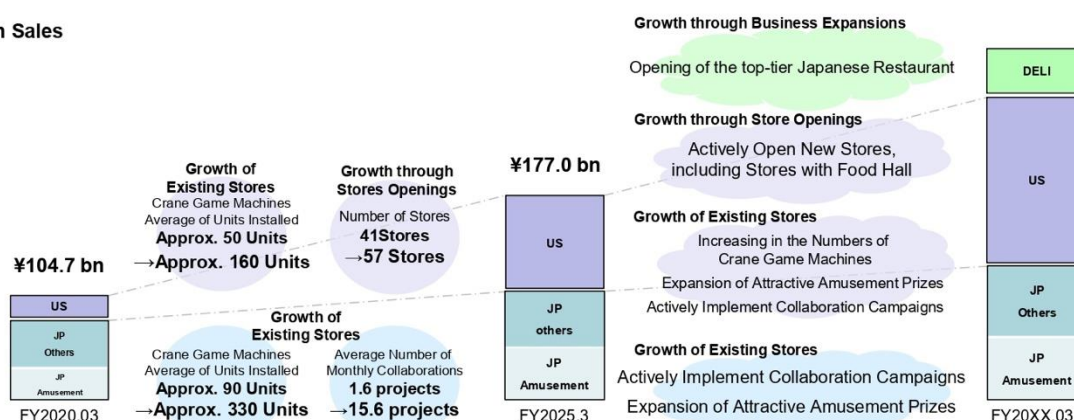 n Sales
¥104.7 bn
US
JP
Others
JP
Amusement
FY2020.03
Growth of
Existing Stores
Crane Game Machines
Average of Units Installed
Approx. 50 Units
→Approx. 160 Units
Growth through
Stores Openings
Number of Stores
41Stores
→57 Stores
Growth of
Existing Stores
Crane Game Machines
Average of Units Installed
Approx. 90 Units
→Approx. 330 Units
Average Number of
Monthly Collaborations
1.6 projects
→15.6 projects
¥177.0 bn
US
JP
others
JP
Amusement
FY2025.3
Growth through Business Expansions
Opening of the top-tier Japanese Restaurant
Growth through Store Openings
Actively Open New Stores,
including Stores with Food Hall
Growth of Existing Stores
Increasing in the Numbers of
Crane Game Machines
Expansion of Attractive Amusement Prizes
Actively Implement Collaboration Campaigns
Growth of Existing Stores
Actively Implement Collaboration Campaigns
Expansion of Attractive Amusement Prizes
DELI
US
JP
Others
JP
Amusement
FY20XX.03